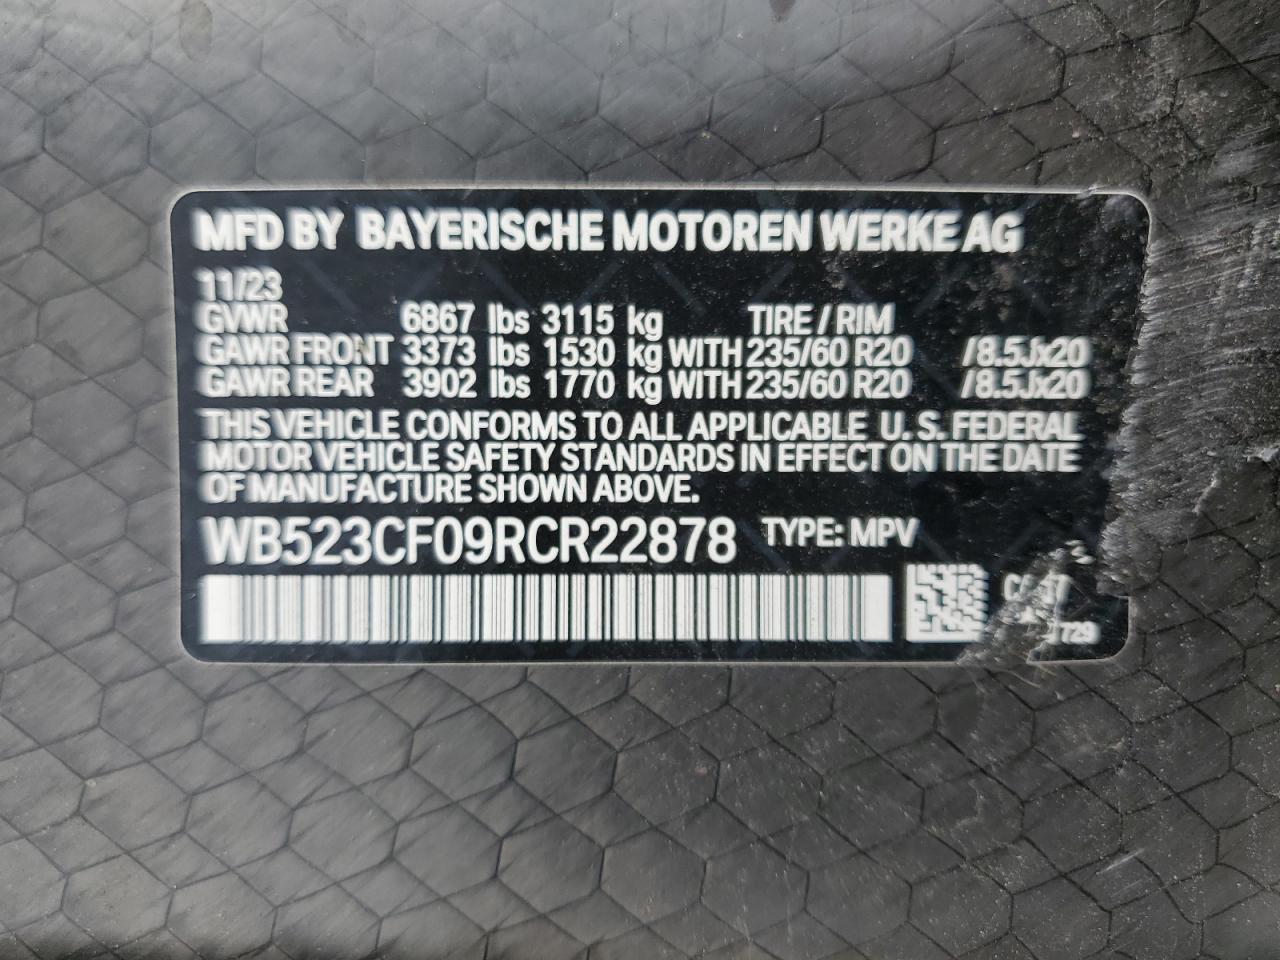 MFD BY BAYERISCHE MOTOREN WERKE AG
11/23
GVWR 6867 lbs 3115 kg TIRE / RIM
GAWR FRONT 3373 lbs 1530 kg WITH 235/60 R20 /8.5Jx20
GAWR REAR 3902 lbs 1770 kg WITH 235/60 R20 /8.5Jx20
THIS VEHICLE CONFORMS TO ALL APPLICABLE U. S. FEDERAL
MOTOR VEHICLE SAFETY STANDARDS IN EFFECT ON THE DATE
OF MANUFACTURE SHOWN ABOVE.
WB523CF09RCR22878 TYPE: MPV